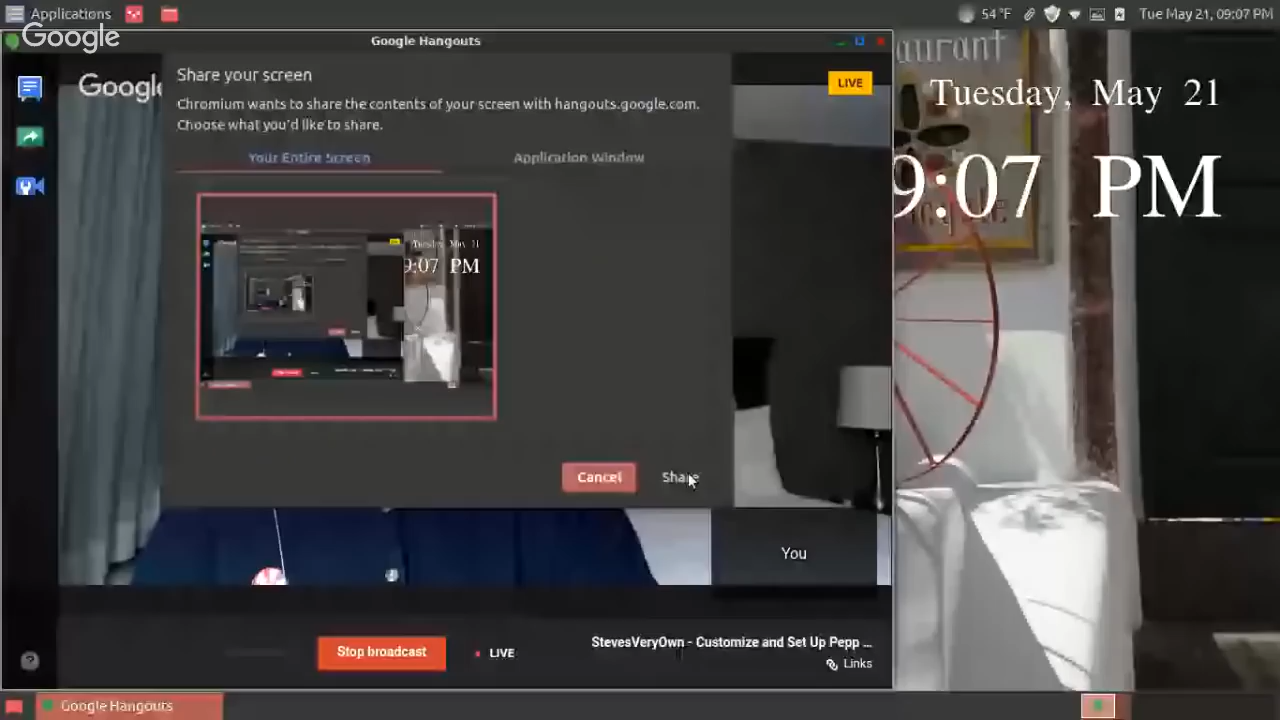 Applications
54 °F
Tue May 21, 09:07 PM
Google
Google Hangouts
Google
Share your screen
LIVE
Chromium wants to share the contents of your screen with hangouts.google.com.
Choose what you'd like to share.
Your Entire Screen
Application Window
Tuesday, May 21
9:07 PM
Tuesday, May 21
9:07 PM
Cancel
Share
You
Stop broadcast
LIVE
StevesVeryOwn - Customize and Set Up Pepp ...
Links
Google Hangouts